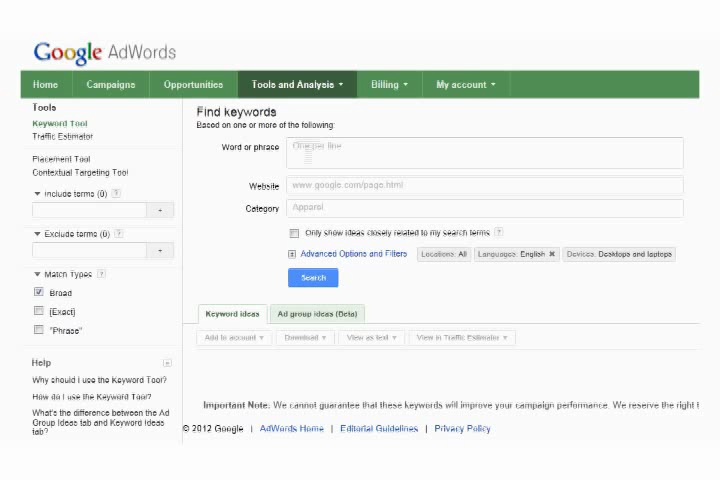 Google AdWords
Home Campaigns Opportunities Tools and Analysis Billing My account
Tools
Keyword Tool
Traffic Estimator
Placement Tool
Contextual Targeting Tool
Include terms (0) ?
+
Exclude terms (0) ?
+
Match Types ?
Broad
[Exact]
"Phrase"
Help
Why should I use the Keyword Tool?
How do I use the Keyword Tool?
What's the difference between the Ad
Group Ideas tab and Keyword Ideas
tab?
Find keywords
Based on one or more of the following:
Word or phrase One per line
Website www.google.com/page.html
Category Apparel
Only show ideas closely related to my search terms ?
Advanced Options and Filters Locations: All Languages: English × Devices: Desktops and laptops
Search
Keyword ideas Ad group ideas (Beta)
Add to account Download View as text View in Traffic Estimator
Important Note: We cannot guarantee that these keywords will improve your campaign performance. We reserve the right t
© 2012 Google | AdWords Home | Editorial Guidelines | Privacy Policy